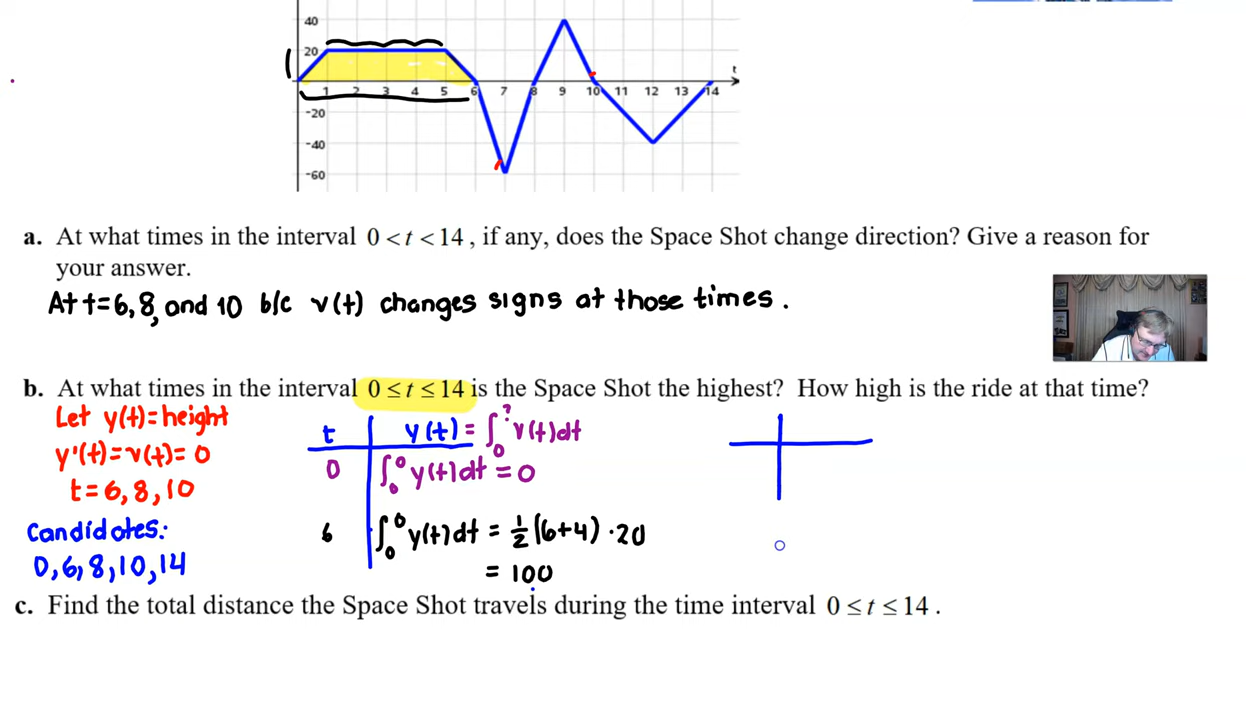 40
20
t
1 2 3 4 5 6 7 8 9 10 11 12 13 14
-20
-40
-60
a. At what times in the interval 0 < t < 14, if any, does the Space Shot change direction? Give a reason for
your answer.
At t=6, 8, and 10 b/c v(t) changes signs at those times.
b. At what times in the interval 0 ≤ t ≤ 14 is the Space Shot the highest? How high is the ride at that time?
Let y(t)=height
y'(t)=v(t)=0
t=6,8,10
Candidates:
0,6,8,10,14
t y(t) = ∫₀^? v(t)dt
0 ∫₀⁰ y(t)dt = 0
6 ∫₀⁰ y(t)dt = 1/2 (6+4) · 20
= 100
c. Find the total distance the Space Shot travels during the time interval 0 ≤ t ≤ 14.